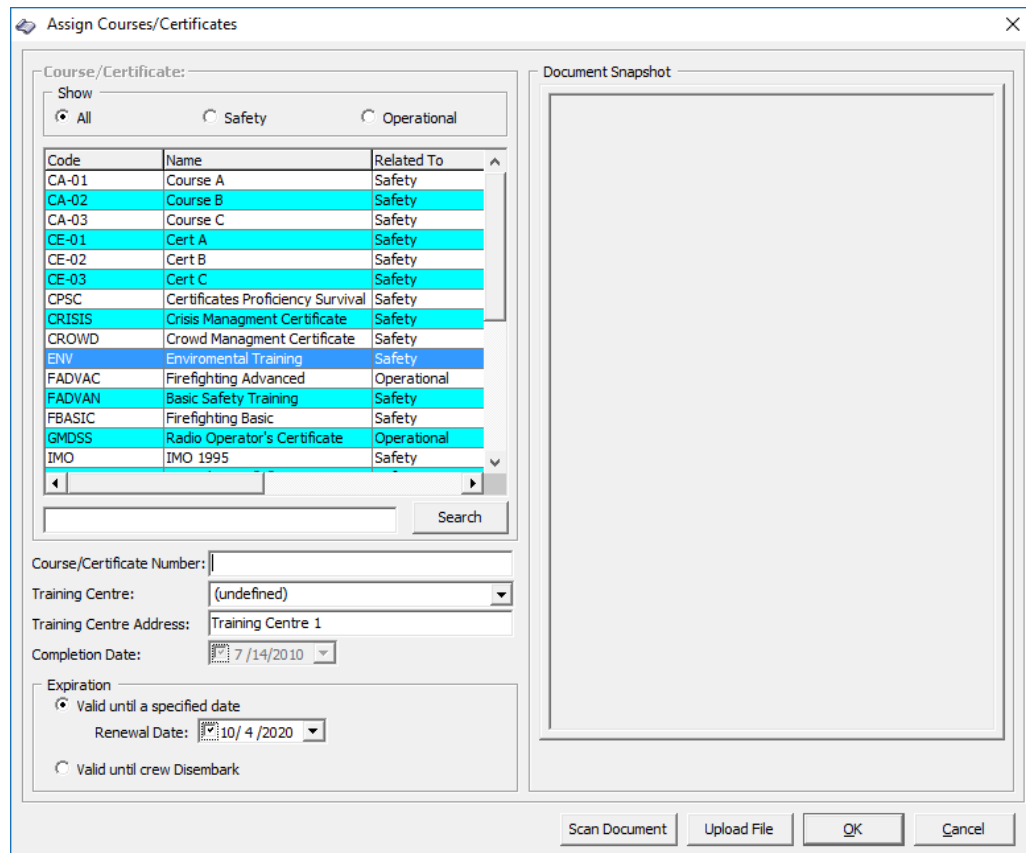 Assign Courses/Certificates
Course/Certificate:
Show
All Safety Operational
Code Name Related To
CA-01 Course A Safety
CA-02 Course B Safety
CA-03 Course C Safety
CE-01 Cert A Safety
CE-02 Cert B Safety
CE-03 Cert C Safety
CPSC Certificates Proficiency Survival Safety
CRISIS Crisis Managment Certificate Safety
CROWD Crowd Managment Certificate Safety
ENV Enviromental Training Safety
FADVAC Firefighting Advanced Operational
FADVAN Basic Safety Training Safety
FBASIC Firefighting Basic Safety
GMDSS Radio Operator's Certificate Operational
IMO IMO 1995 Safety
Search
Course/Certificate Number:
Training Centre: (undefined)
Training Centre Address: Training Centre 1
Completion Date: 7 /14/2010
Expiration
Valid until a specified date
Renewal Date: 10/ 4 /2020
Valid until crew Disembark
Document Snapshot
Scan Document Upload File OK Cancel